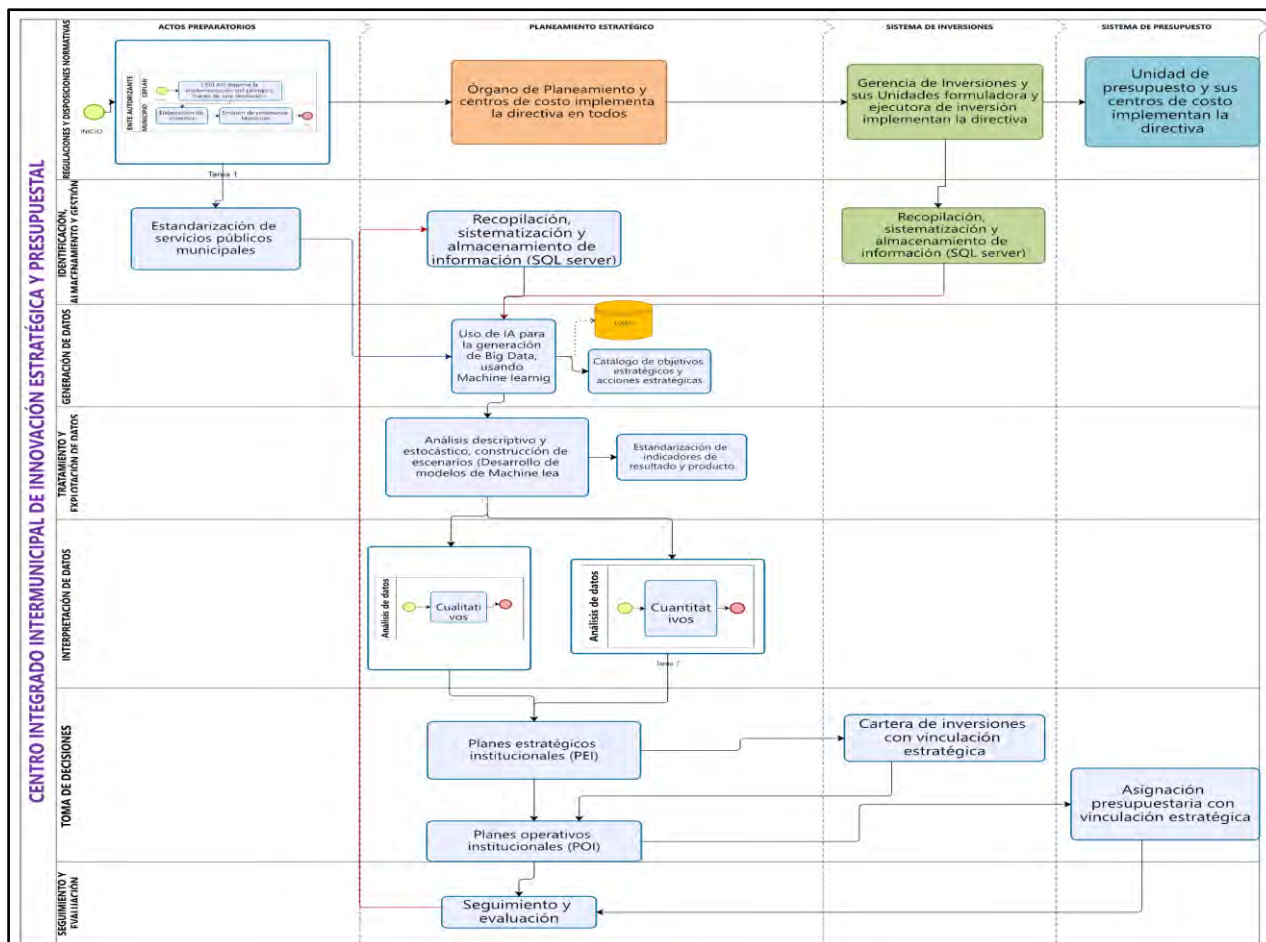 ACTOS PREPARATORIOS
PLANEAMIENTO ESTRATÉGICO
SISTEMA DE INVERSIONES
SISTEMA DE PRESUPUESTO
CENTRO INTEGRADO INTERMUNICIPAL DE INNOVACIÓN ESTRATÉGICA Y PRESUPUESTAL
REGULACIONES Y DISPOSICIONES NORMATIVAS
INICIO
ENTE AUTORIZANTE
MUNICIPIO
CEPLAN
Tarea 1
Órgano de Planeamiento y
centros de costo implementa
la directiva en todos
Gerencia de Inversiones y
sus Unidades formuladora y
ejecutora de inversión
implementan la directiva
Unidad de
presupuesto y sus
centros de costo
implementan la
directiva
IDENTIFICACIÓN,
ALMACENAMIENTO Y GESTIÓN
Estandarización de
servicios públicos
municipales
Recopilación,
sistematización y
almacenamiento de
información (SQL server)
Recopilación,
sistematización y
almacenamiento de
información (SQL server)
GENERACIÓN DE DATOS
Uso de IA para
la generación
de Big Data,
usando
Machine learnig
Catálogo de objetivos
estratégicos y
acciones estratégicas
TRATAMIENTO Y
EXPLOTACIÓN DE DATOS
Análisis descriptivo y
estocástico, construcción de
escenarios (Desarrollo de
modelos de Machine lea
Estandarización de
indicadores de
resultado y producto
INTERPRETACIÓN DE DATOS
Análisis de datos
Cualitati
vos
Análisis de datos
Cuantitat
ivos
Tarea 7
TOMA DE DECISIONES
Planes estratégicos
institucionales (PEI)
Cartera de inversiones
con vinculación
estratégica
Planes operativos
institucionales (POI)
Asignación
presupuestaria con
vinculación estratégica
SEGUIMIENTO Y
EVALUACIÓN
Seguimiento y
evaluación